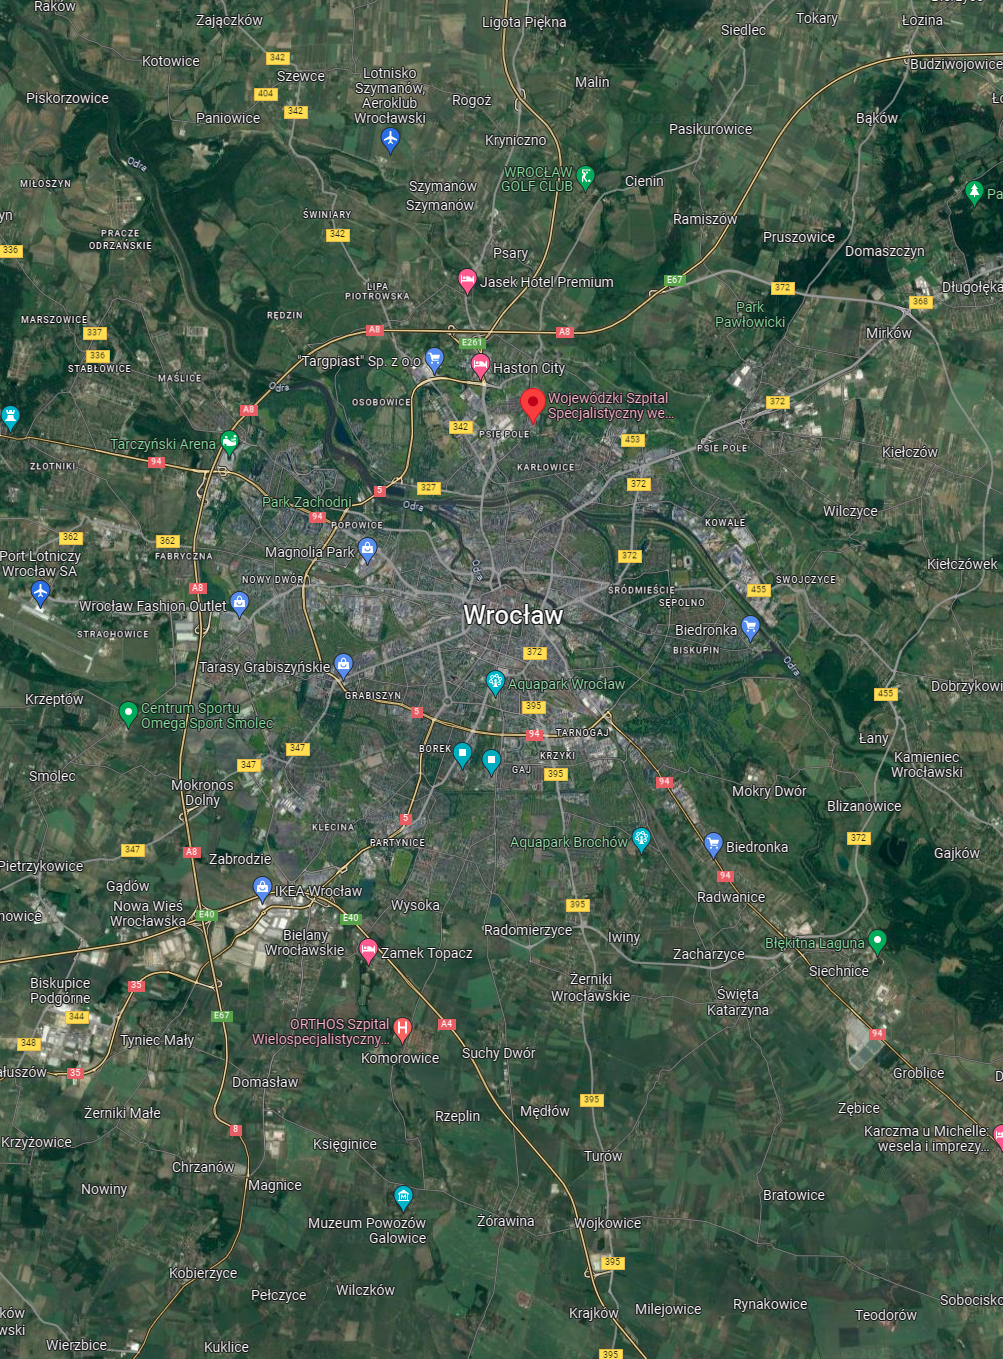 Raków
Zajączków
Ligota Piękna
Tokary
Łozina
Siedlec
Kotowice
342
Szewce
Lotnisko
Szymanów,
Aeroklub
Wrocławski
Budziwojowice
Malin
Piskorzowice
404
342
Rogoż
Paniowice
Pasikurowice
Bąków
Kryniczno
Odra
WROCŁAW
GOLF CLUB
MIŁOSZYN
Szymanów
Szymanów
Cienin
Pa
yn
ŚWINIARY
Ramiszów
PRACZE
ODRZAŃSKIE
342
Pruszowice
336
Psary
Domaszczyn
LIPA
PIOTROWSKA
Jasek Hotel Premium
E67
372
Długołęka
368
RĘDZIN
Park
Pawłowicki
MARSZOWICE
337
A8
A8
Mirków
E261
336
STABŁOWICE
"Targpiast" Sp. z o.o
Haston City
MAŚLICE
Odra
OSOBOWICE
Wojewódzki Szpital
Specjalistyczny we...
372
A8
342
PSIE POLE
453
Tarczyński Arena
PSIE POLE
Kiełczów
94
ZŁOTNIKI
KARŁOWICE
372
5
327
Park Zachodni
Odra
94
POPOWICE
Wilczyce
KOWALE
362
362
Port Lotniczy
Wrocław SA
FABRYCZNA
Magnolia Park
372
Kiełczówek
Odra
NOWY DWÓR
SWOJCZYCE
A8
ŚRÓDMIEŚCIE
455
Wrocław Fashion Outlet
SĘPOLNO
Wrocław
STRACHOWICE
Biedronka
372
BISKUPIN
Tarasy Grabiszyńskie
Odra
Aquapark Wrocław
GRABISZYN
455
Dobrzykowi
Krzeptów
Centrum Sportu
Omega Sport Smolec
5
395
94
TARNOGAJ
Łany
347
BOREK
KRZYKI
347
GAJ
395
Kamieniec
Wrocławski
Smolec
94
Mokronos
Dolny
Mokry Dwór
Blizanowice
5
KLECINA
PARTYNICE
Aquapark Brochów
372
347
A8
Biedronka
Gajków
Pietrzykowice
Zabrodzie
94
Gądów
IKEA Wrocław
Radwanice
Nowa Wieś
Wrocławska
nowice
E40
Wysoka
395
E40
Radomierzyce
Iwiny
Bielany
Wrocławskie
Zamek Topacz
Błękitna Laguna
Zacharzyce
Siechnice
Biskupice
Podgórne
35
Żerniki
Wrocławskie
Święta
Katarzyna
344
E67
ORTHOS Szpital
Wielospecjalistyczny...
A4
94
348
Tyniec Mały
Suchy Dwór
Komorowice
ałuszów
35
Groblice
D
Domasław
395
Żerniki Małe
Rzeplin
Mędłów
Zębice
8
Karczma u Michelle:
wesela i imprezy...
Krzyżowice
Księginice
Turów
Chrzanów
Nowiny
Magnice
Bratowice
Muzeum Powozów
Galowice
Żórawina
Wojkowice
395
Kobierzyce
Pełczyce
Wilczków
Sobocisko
Krajków
Milejowice
Rynakowice
Teodorów
ków
wski
Wierzbice
Kuklice
395